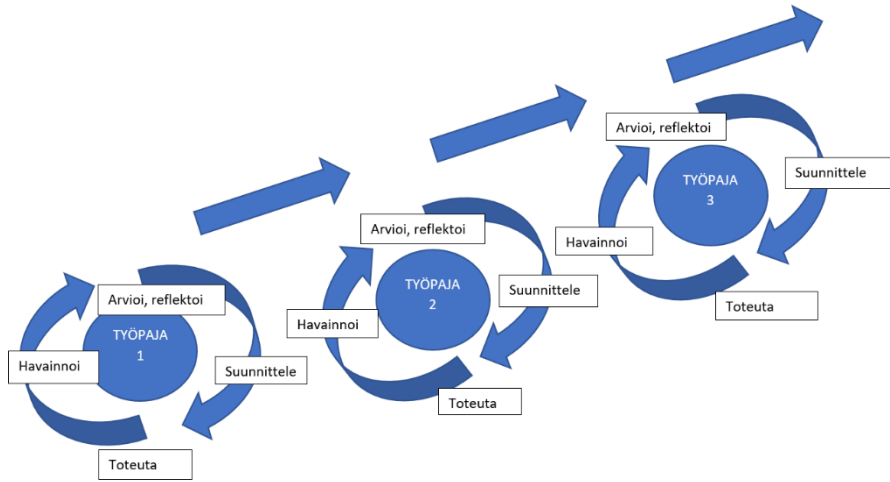 Arvioi, reflektoi
TYÖPAJA
1
Havainnoi
Suunnittele
Toteuta
Arvioi, reflektoi
TYÖPAJA
2
Havainnoi
Suunnittele
Toteuta
Arvioi, reflektoi
TYÖPAJA
3
Suunnittele
Havainnoi
Toteuta